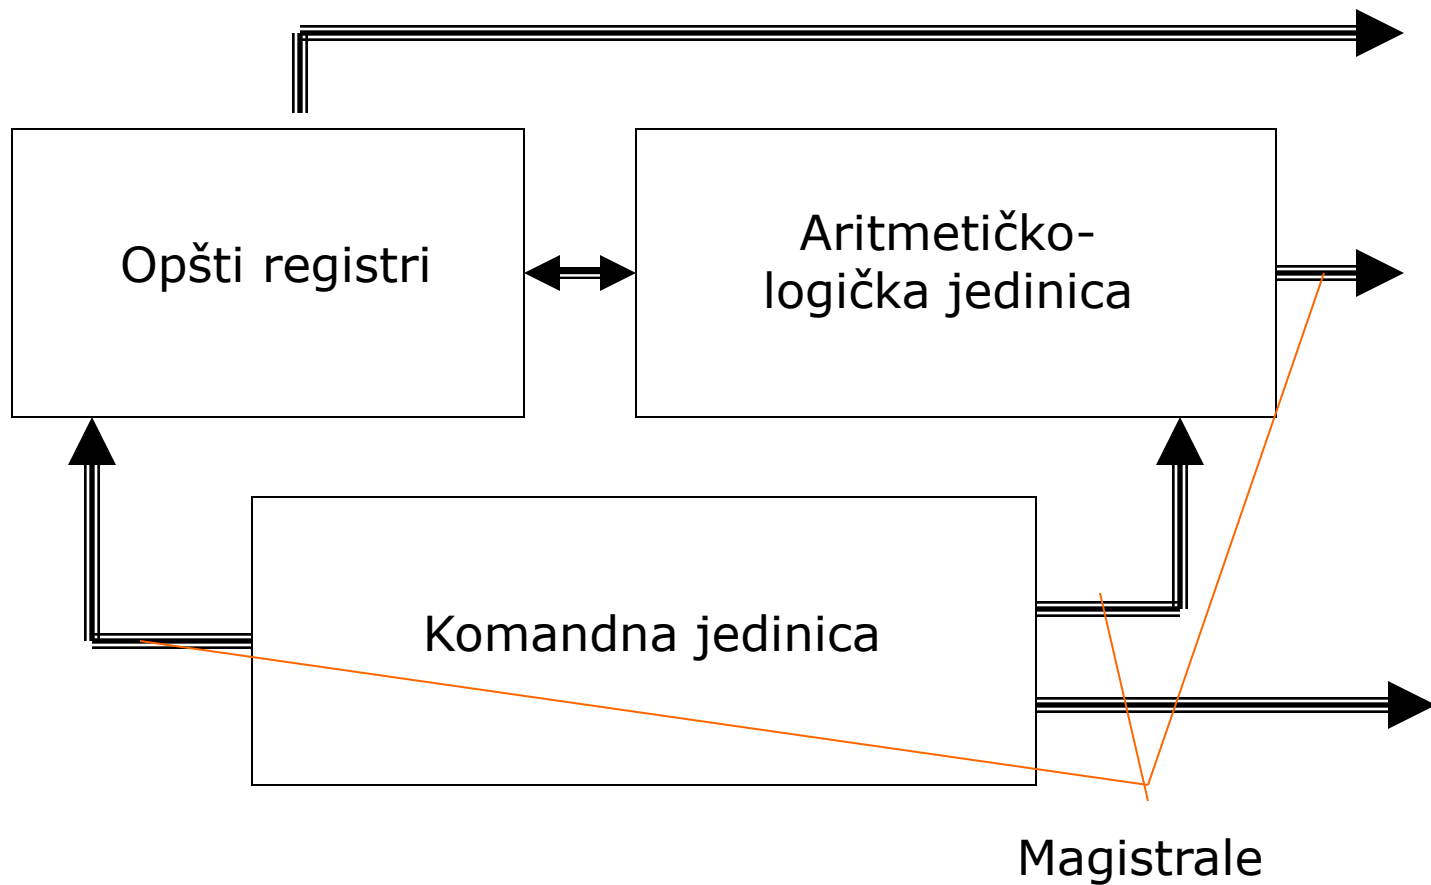 Opšti registri
Aritmetičko-
logička jedinica
Komandna jedinica
Magistrale